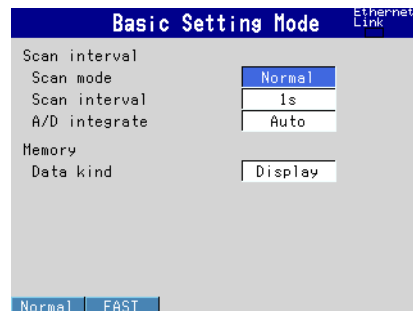 Basic Setting Mode
Ethernet
Link
Scan interval
Scan mode Normal
Scan interval 1s
A/D integrate Auto
Memory
Data kind Display
Normal FAST